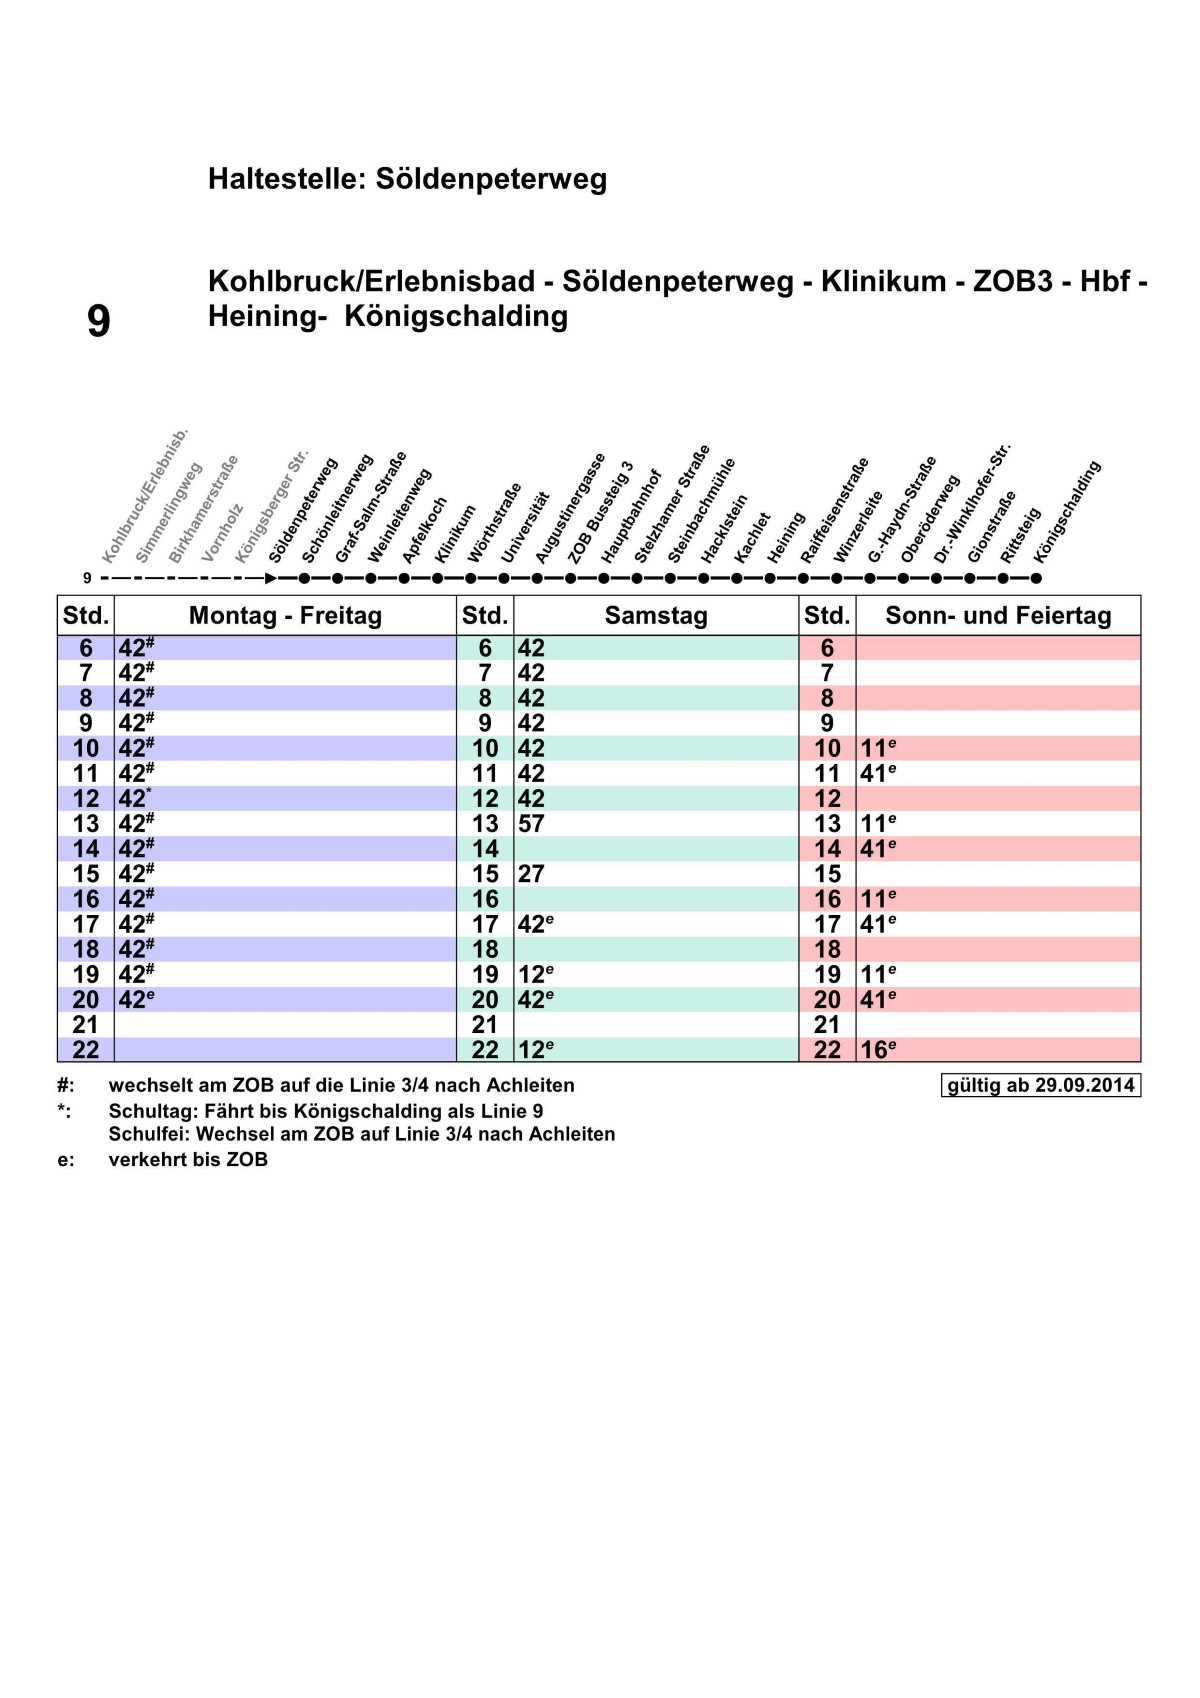 Haltestelle: Söldenpeterweg
Kohlbruck/Erlebnisbad - Söldenpeterweg - Klinikum - ZOB3 - Hbf -
9 Heining-  Königschalding
Kohlbruck/Erlebnisb.
Simmerlingweg
Birkhamerstraße
Vornholz
Königsberger Str.
Söldenpeterweg
Schönleitnerweg
Graf-Salm-Straße
Weinleitenweg
Apfelkoch
Klinikum
Wörthstraße
Universität
Augustinergasse
ZOB Bussteig 3
Hauptbahnhof
Stelzhamer Straße
Steinbachmühle
Hacklstein
Kachlet
Heining
Raiffeisenstraße
Winzerleite
G.-Haydn-Straße
Oberöderweg
Dr.-Winklhofer-Str.
Gionstraße
Rittsteig
Königschalding
9
Std. Montag - Freitag Std. Samstag Std. Sonn- und Feiertag
6 42# 6 42 6
7 42# 7 42 7
8 42# 8 42 8
9 42# 9 42 9
10 42# 10 42 10 11e
11 42# 11 42 11 41e
12 42* 12 42 12
13 42# 13 57 13 11e
14 42# 14 14 41e
15 42# 15 27 15
16 42# 16 16 11e
17 42# 17 42e 17 41e
18 42# 18 18
19 42# 19 12e 19 11e
20 42e 20 42e 20 41e
21 21 21
22 22 12e 22 16e
#: wechselt am ZOB auf die Linie 3/4 nach Achleiten gültig ab 29.09.2014
*: Schultag: Fährt bis Königschalding als Linie 9
Schulfei: Wechsel am ZOB auf Linie 3/4 nach Achleiten
e: verkehrt bis ZOB